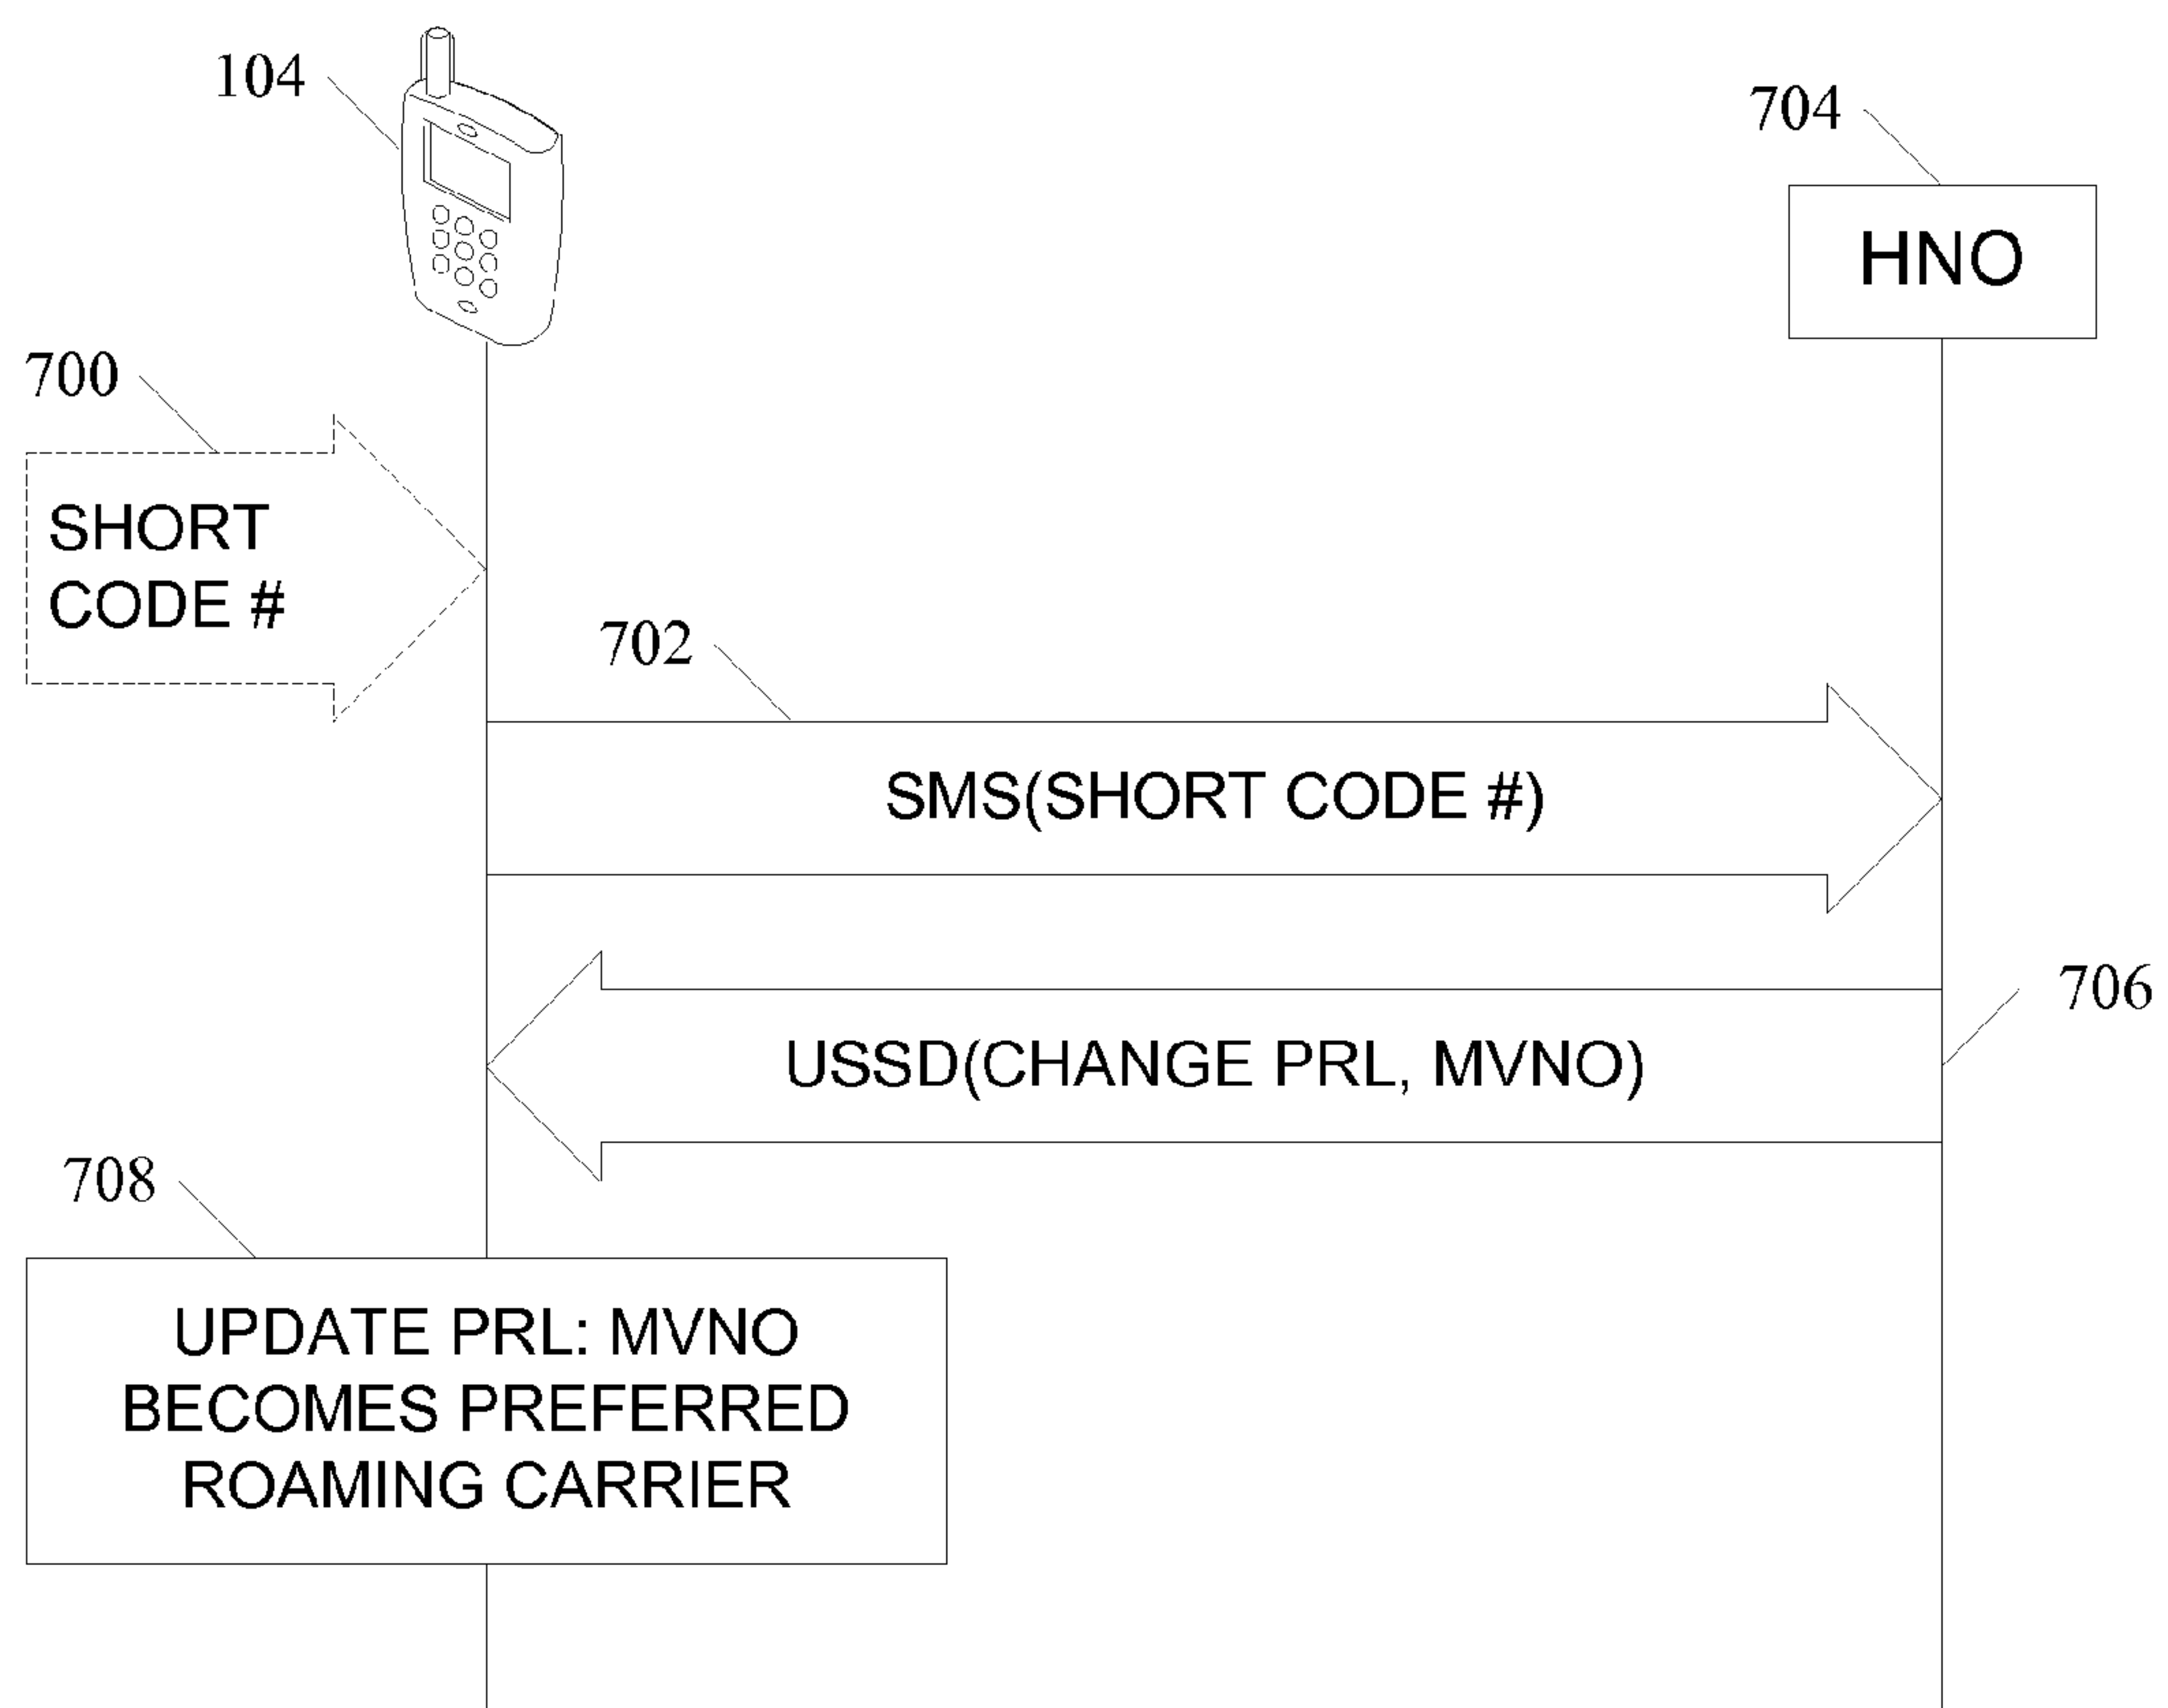 104
704
HNO
700
SHORT
CODE #
702
SMS(SHORT CODE #)
706
USSD(CHANGE PRL, MVNO)
708
UPDATE PRL: MVNO
BECOMES PREFERRED
ROAMING CARRIER